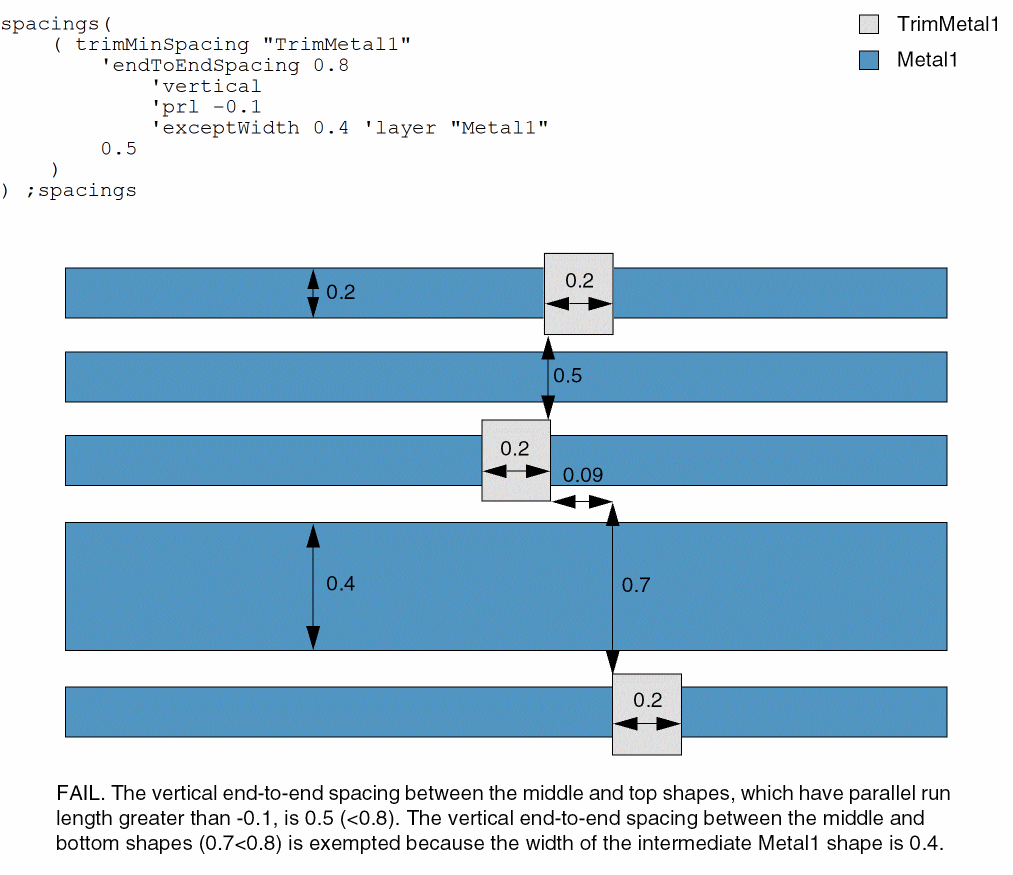 spacings(
( trimMinSpacing "TrimMetal1"
'endToEndSpacing 0.8
'vertical
'prl -0.1
'exceptWidth 0.4 'layer "Metal1"
0.5
)
) ;spacings
TrimMetal1
Metal1
0.2
0.2
0.5
0.2
0.09
0.4
0.7
0.2
FAIL. The vertical end-to-end spacing between the middle and top shapes, which have parallel run
length greater than -0.1, is 0.5 (<0.8). The vertical end-to-end spacing between the middle and
bottom shapes (0.7<0.8) is exempted because the width of the intermediate Metal1 shape is 0.4.